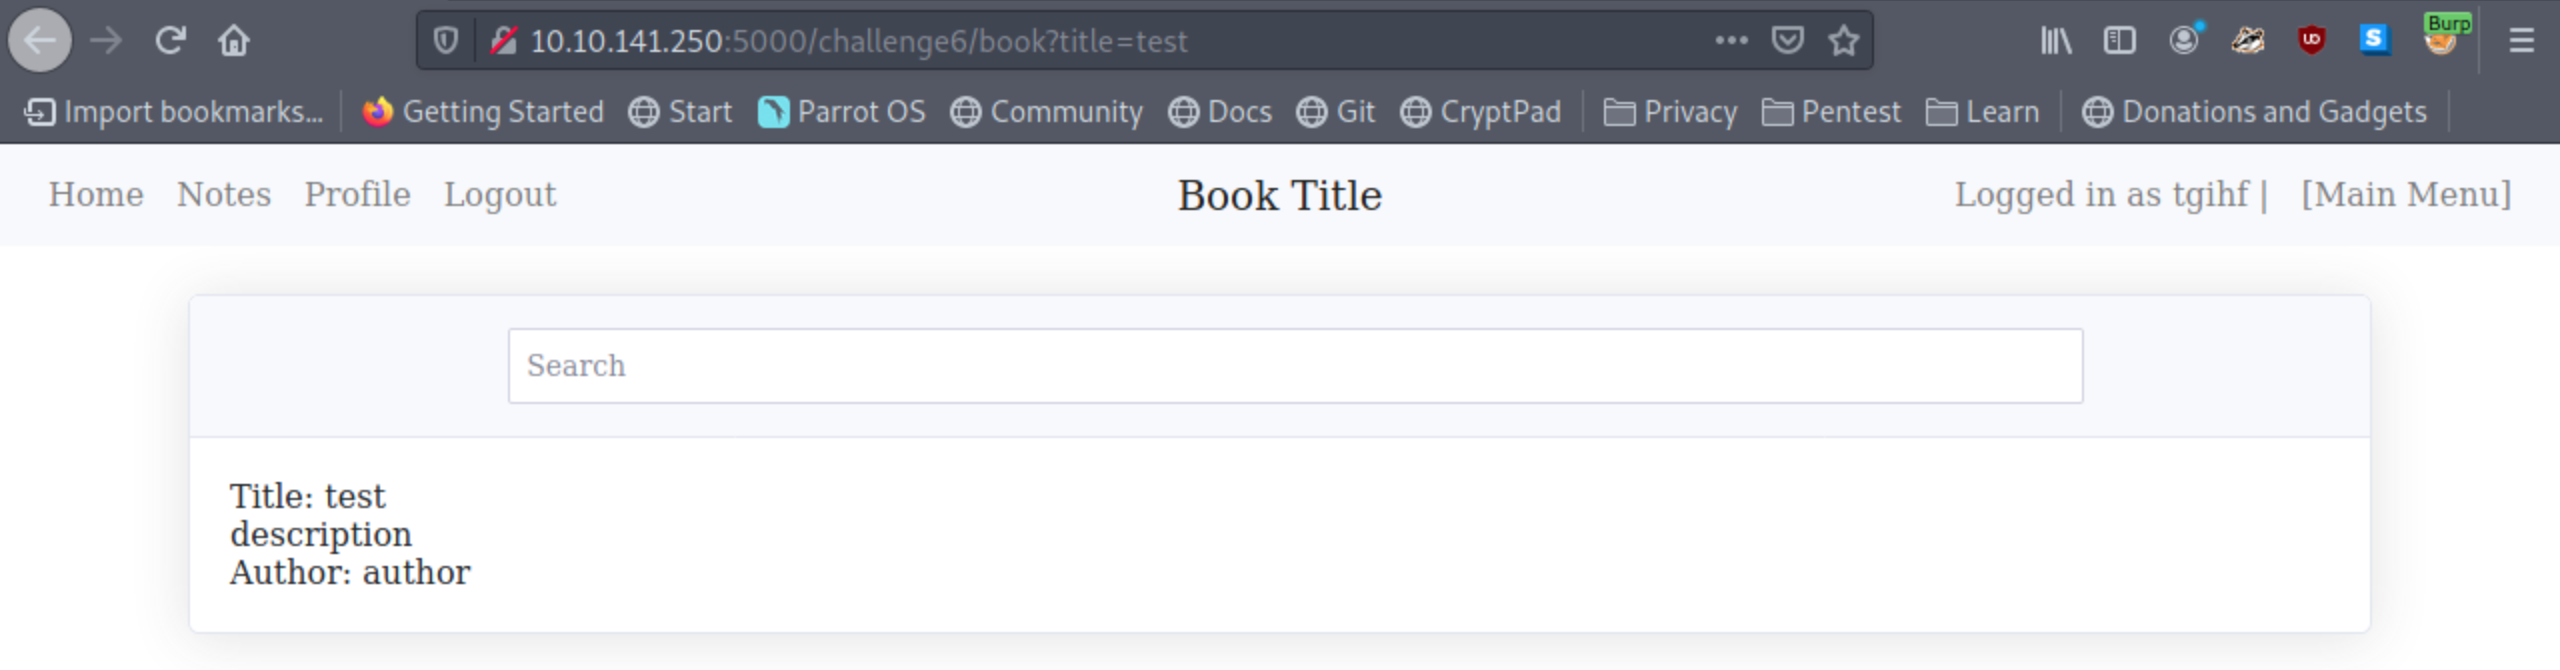 10.10.141.250:5000/challenge6/book?title=test
Burp
Import bookmarks... Getting Started Start Parrot OS Community Docs Git CryptPad Privacy Pentest Learn Donations and Gadgets
Home Notes Profile Logout Book Title Logged in as tgihf | [Main Menu]
Search
Title: test
description
Author: author